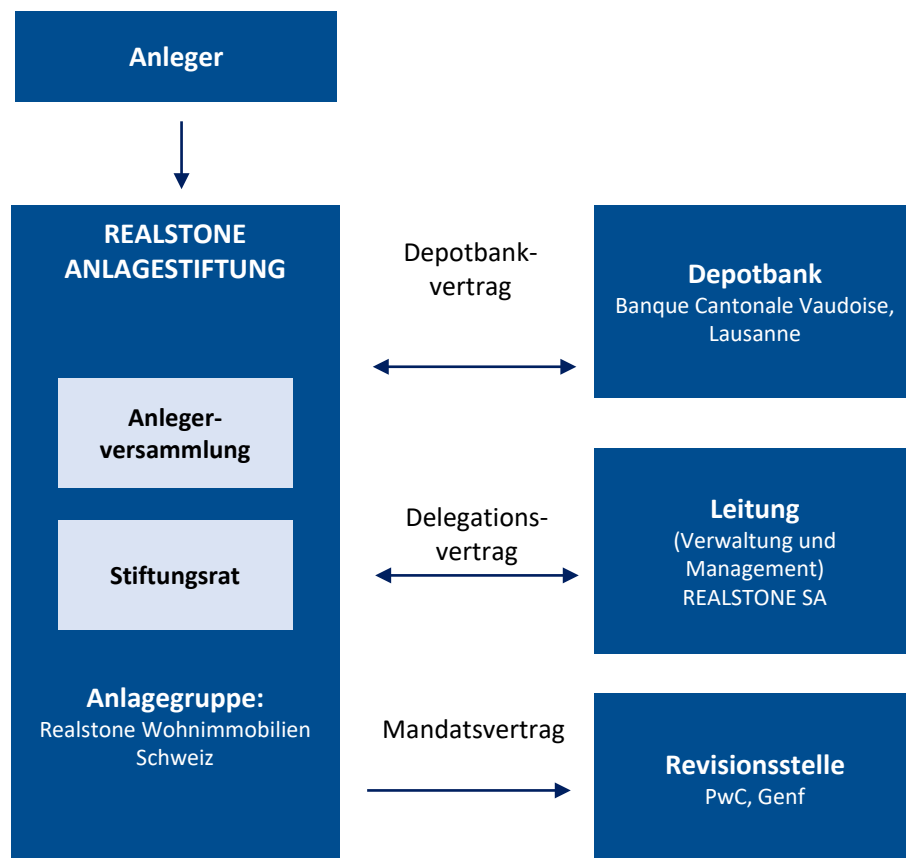 Anleger
REALSTONE
ANLAGESTIFTUNG
Anleger-
versammlung
Stiftungsrat
Anlagegruppe:
Realstone Wohnimmobilien
Schweiz
Depotbank-
vertrag
Delegations-
vertrag
Mandatsvertrag
Depotbank
Banque Cantonale Vaudoise,
Lausanne
Leitung
(Verwaltung und
Management)
REALSTONE SA
Revisionsstelle
PwC, Genf